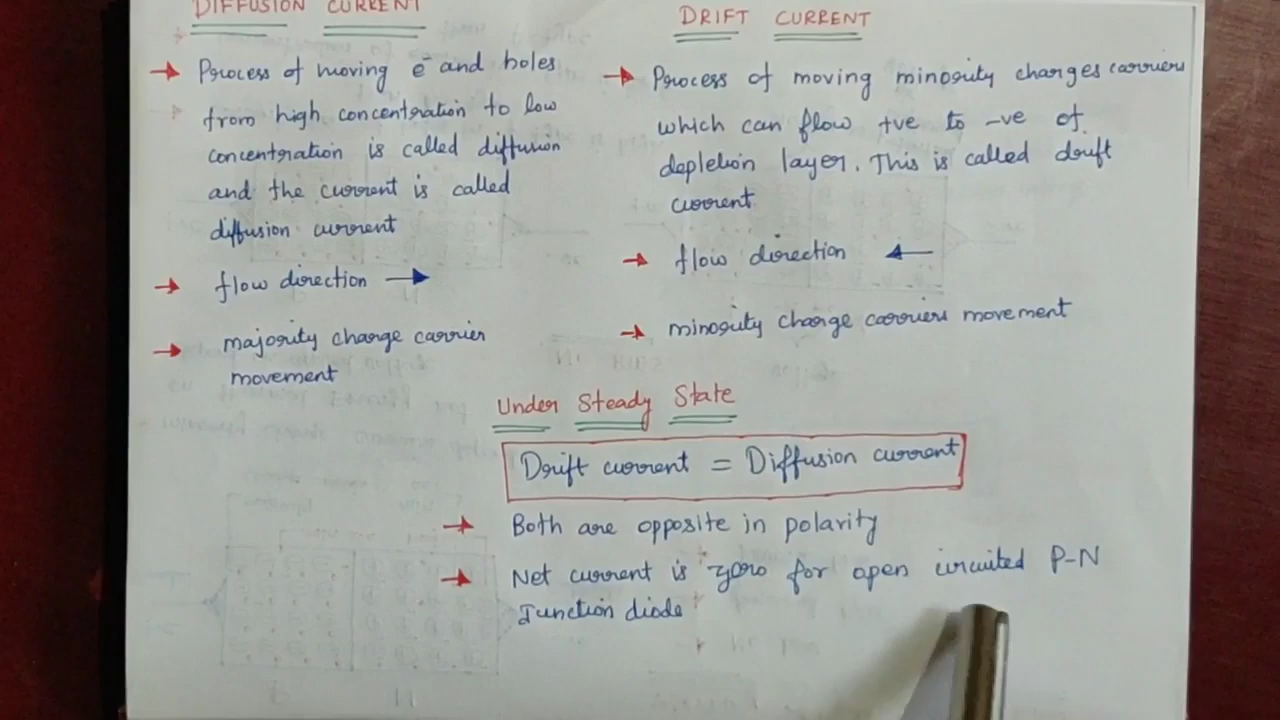 DIFFUSION CURRENT
→ Process of moving e⁻ and holes
from high concentration to low
concentration is called diffusion
and the current is called
diffusion current
→ flow direction →
→ majority charge carrier
movement
DRIFT CURRENT
→ Process of moving minority charges carriers
which can flow +ve to -ve of
depletion layer. This is called drift
current
→ flow direction ←
→ minority charge carriers movement
Under Steady State
Drift current = Diffusion current
→ Both are opposite in polarity
→ Net current is zero for open circuited P-N
Junction diode